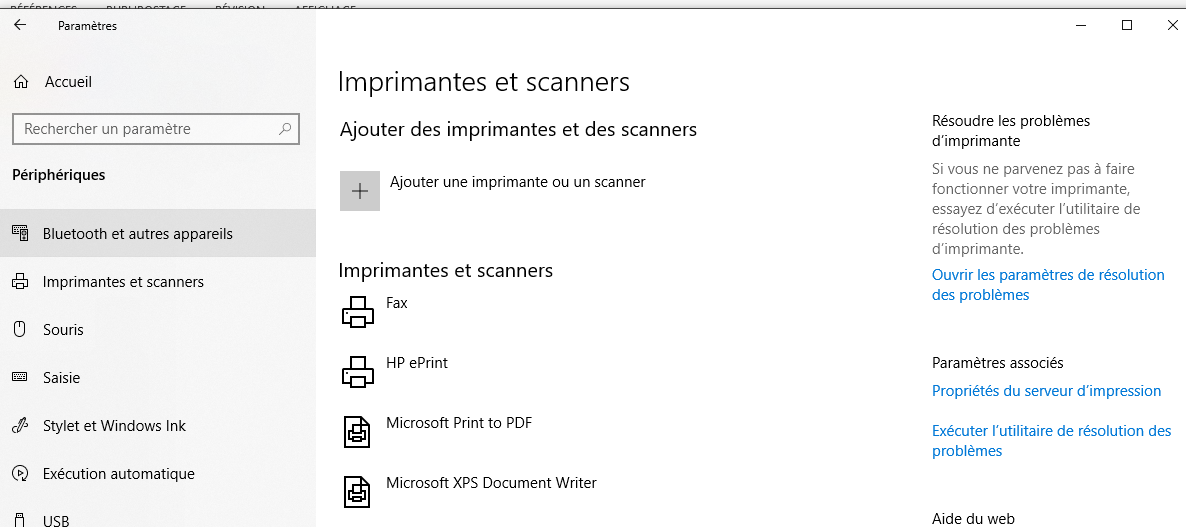 RÉFÉRENCES PUBLIPOSTAGE RÉVISION AFFICHAGE
Paramètres
Accueil
Rechercher un paramètre
Périphériques
Bluetooth et autres appareils
Imprimantes et scanners
Souris
Saisie
Stylet et Windows Ink
Exécution automatique
USB
Imprimantes et scanners
Ajouter des imprimantes et des scanners
Ajouter une imprimante ou un scanner
Imprimantes et scanners
Fax
HP ePrint
Microsoft Print to PDF
Microsoft XPS Document Writer
Résoudre les problèmes
d’imprimante
Si vous ne parvenez pas à faire
fonctionner votre imprimante,
essayez d’exécuter l’utilitaire de
résolution des problèmes
d’imprimante.
Ouvrir les paramètres de résolution
des problèmes
Paramètres associés
Propriétés du serveur d’impression
Exécuter l’utilitaire de résolution des
problèmes
Aide du web